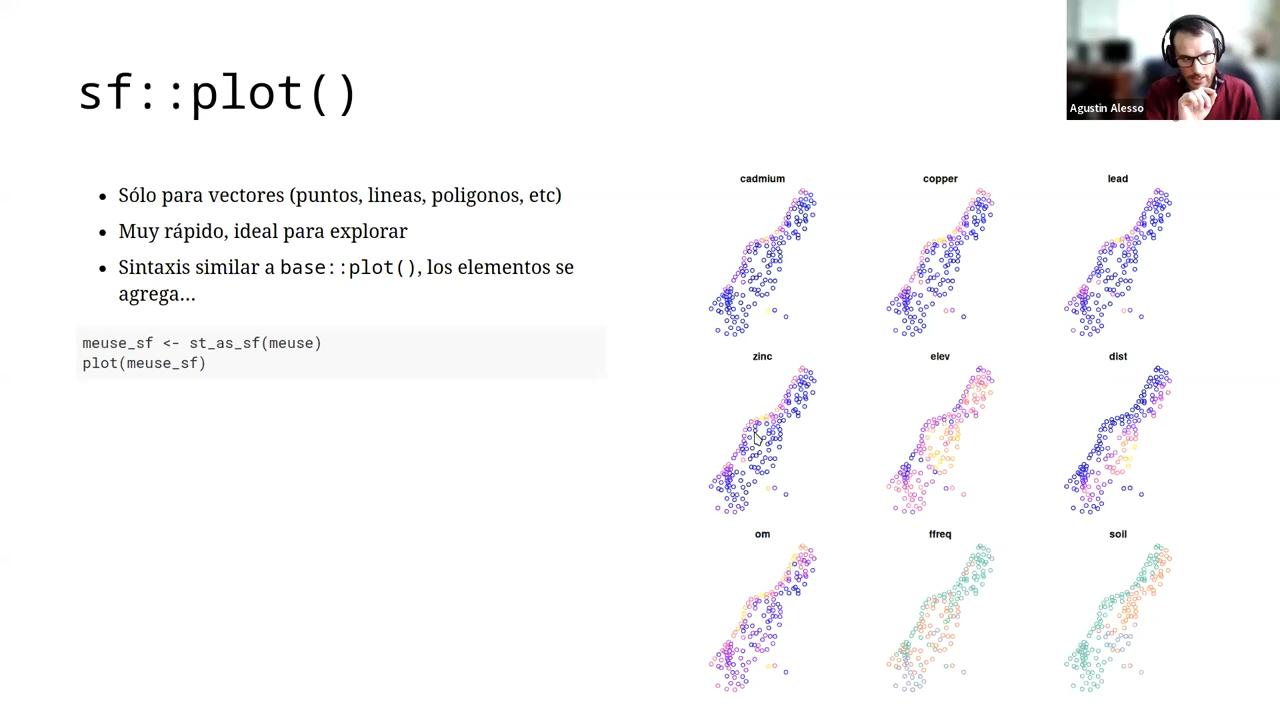 sf::plot()
Agustin Alesso
Sólo para vectores (puntos, lineas, poligonos, etc)
Muy rápido, ideal para explorar
Sintaxis similar a base::plot(), los elementos se
agrega...
meuse_sf <- st_as_sf(meuse)
plot(meuse_sf)
cadmium
copper
lead
zinc
elev
dist
om
ffreq
soil